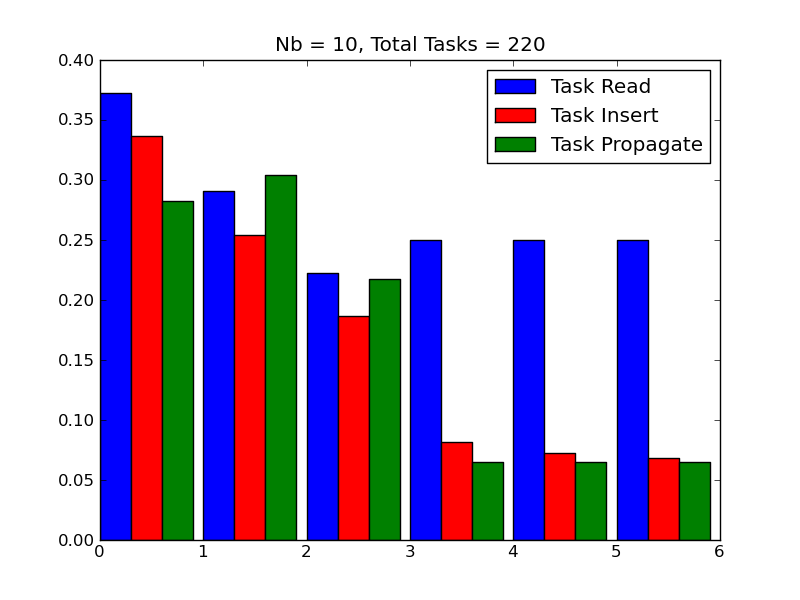 Nb = 10, Total Tasks = 220
0.40
0.35
0.30
0.25
0.20
0.15
0.10
0.05
0.00
Task Read
Task Insert
Task Propagate
0 1 2 3 4 5 6